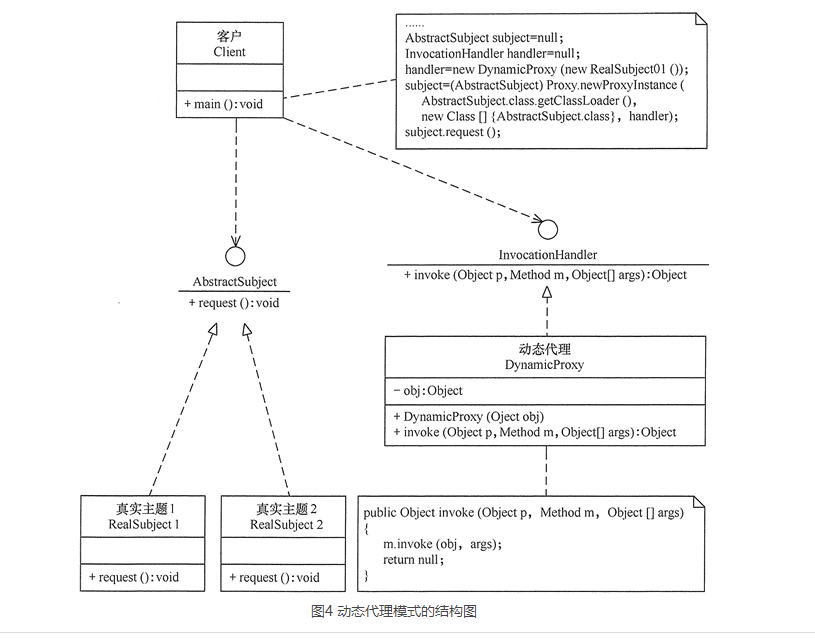 客户
Client
+ main ():void
......
AbstractSubject subject=null;
InvocationHandler handler=null;
handler=new DynamicProxy (new RealSubject01 ());
subject=(AbstractSubject) Proxy.newProxyInstance (
AbstractSubject.class.getClassLoader (),
new Class [] {AbstractSubject.class}, handler);
subject.request ();
AbstractSubject
+ request ():void
InvocationHandler
+ invoke (Object p,Method m,Object[] args):Object
动态代理
DynamicProxy
− obj:Object
+ DynamicProxy (Oject obj)
+ invoke (Object p,Method m,Object[] args):Object
真实主题1
RealSubject 1
+ request ():void
真实主题2
RealSubject 2
+ request ():void
public Object invoke (Object p, Method m, Object [] args)
{
m.invoke (obj, args);
return null;
}
图4 动态代理模式的结构图